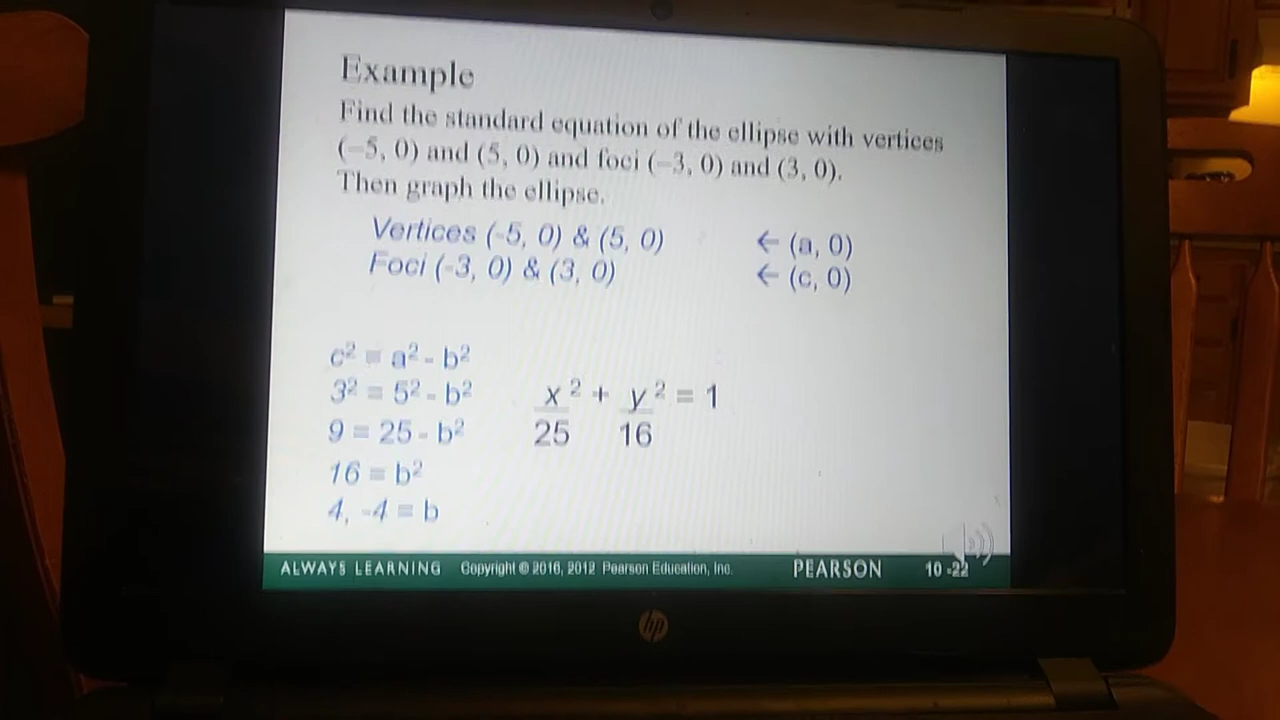 Example
Find the standard equation of the ellipse with vertices
(−5, 0) and (5, 0) and foci (−3, 0) and (3, 0).
Then graph the ellipse.
Vertices (-5, 0) & (5, 0) ← (a, 0)
Foci (-3, 0) & (3, 0) ← (c, 0)
c² = a² - b²
3² = 5² - b²
9 = 25 - b²
16 = b²
4, -4 = b
x² + y² = 1
25 16
ALWAYS LEARNING Copyright © 2016, 2012 Pearson Education, Inc. PEARSON 10 -22
hp